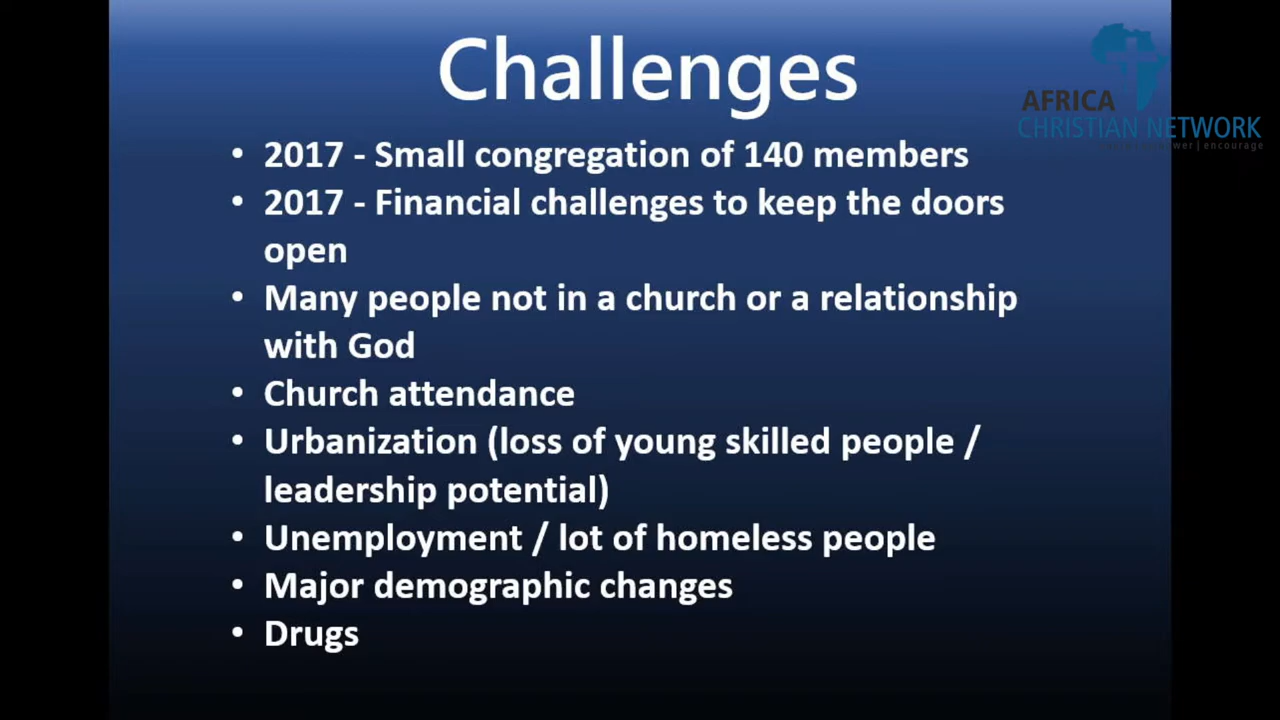 Challenges
AFRICA
CHRISTIAN NETWORK
• 2017 - Small congregation of 140 members
• 2017 - Financial challenges to keep the doors
open
• Many people not in a church or a relationship
with God
• Church attendance
• Urbanization (loss of young skilled people /
leadership potential)
• Unemployment / lot of homeless people
• Major demographic changes
• Drugs
| encourage